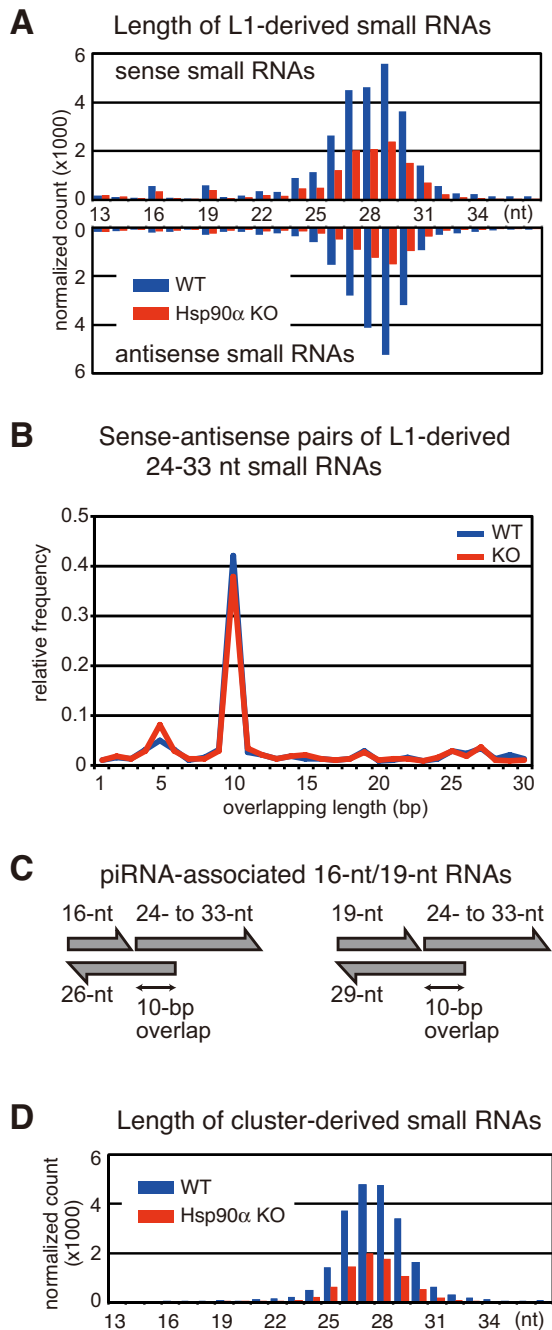 A Length of L1-derived small RNAs
sense small RNAs
normalized count (x1000)
6
4
2
0
13 16 19 22 25 28 31 34 (nt)
0
2
4
6
WT
Hsp90α KO
antisense small RNAs
B Sense-antisense pairs of L1-derived
24-33 nt small RNAs
relative frequency
0.5
0.4
0.3
0.2
0.1
0
WT
KO
1 5 10 15 20 25 30
overlapping length (bp)
C piRNA-associated 16-nt/19-nt RNAs
16-nt 24- to 33-nt 19-nt 24- to 33-nt
26-nt 29-nt
10-bp 10-bp
overlap overlap
D Length of cluster-derived small RNAs
normalized count
(x1000)
6
4
2
0
WT
Hsp90α KO
13 16 19 22 25 28 31 34 (nt)